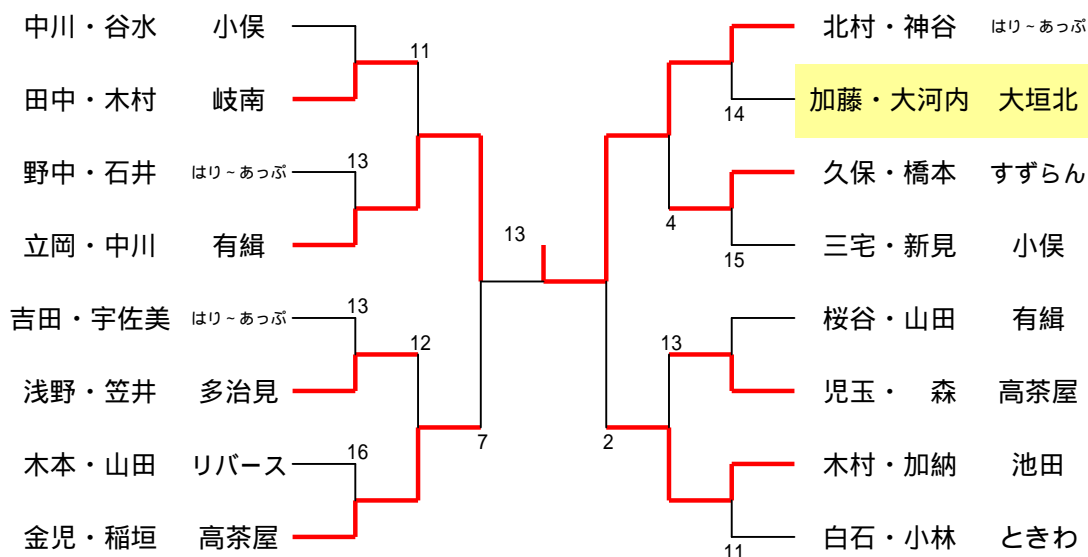 中川・谷水 小俣
11
田中・木村 岐南
野中・石井 はり~あっぷ
13
立岡・中川 有緝
13
吉田・宇佐美 はり~あっぷ
13
12
浅野・笠井 多治見
7
木本・山田 リバース
16
金児・稲垣 高茶屋
北村・神谷 はり~あっぷ
14
加藤・大河内 大垣北
久保・橋本 すずらん
4
15
三宅・新見 小俣
桜谷・山田 有緝
13
児玉・ 森 高茶屋
2
木村・加納 池田
11
白石・小林 ときわ